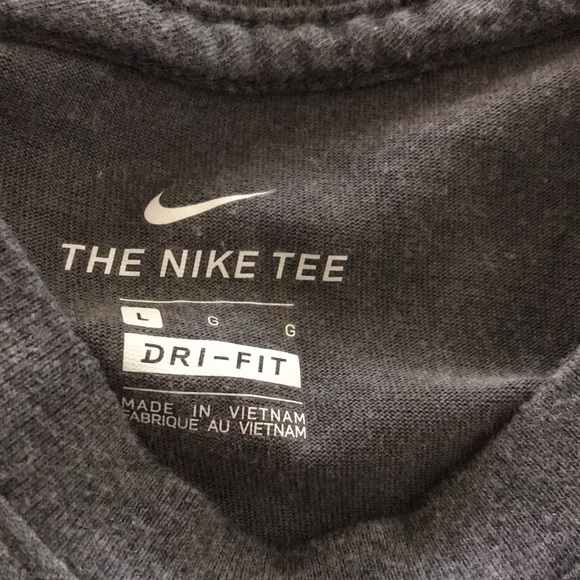 THE NIKE TEE
L G G
DRI-FIT
MADE IN VIETNAM
FABRIQUE AU VIETNAM